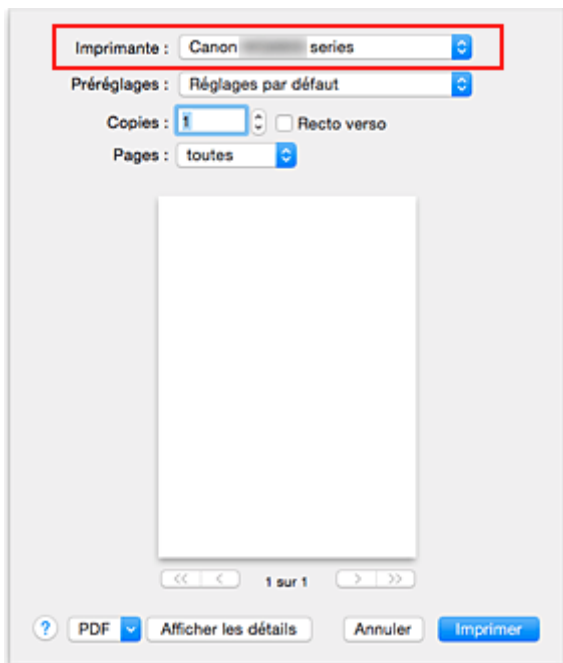 Imprimante : Canon series
Préréglages : Réglages par défaut
Copies : 1 Recto verso
Pages : toutes
<< < 1 sur 1 > >>
? PDF Afficher les détails Annuler Imprimer